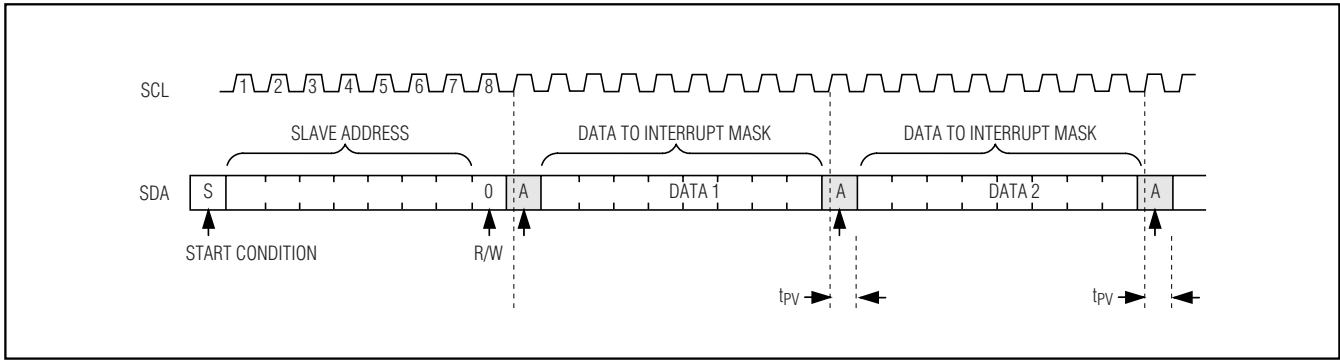 SCL 1 2 3 4 5 6 7 8
SLAVE ADDRESS DATA TO INTERRUPT MASK DATA TO INTERRUPT MASK
SDA S 0 A DATA 1 A DATA 2 A
START CONDITION R/W
tPV tPV